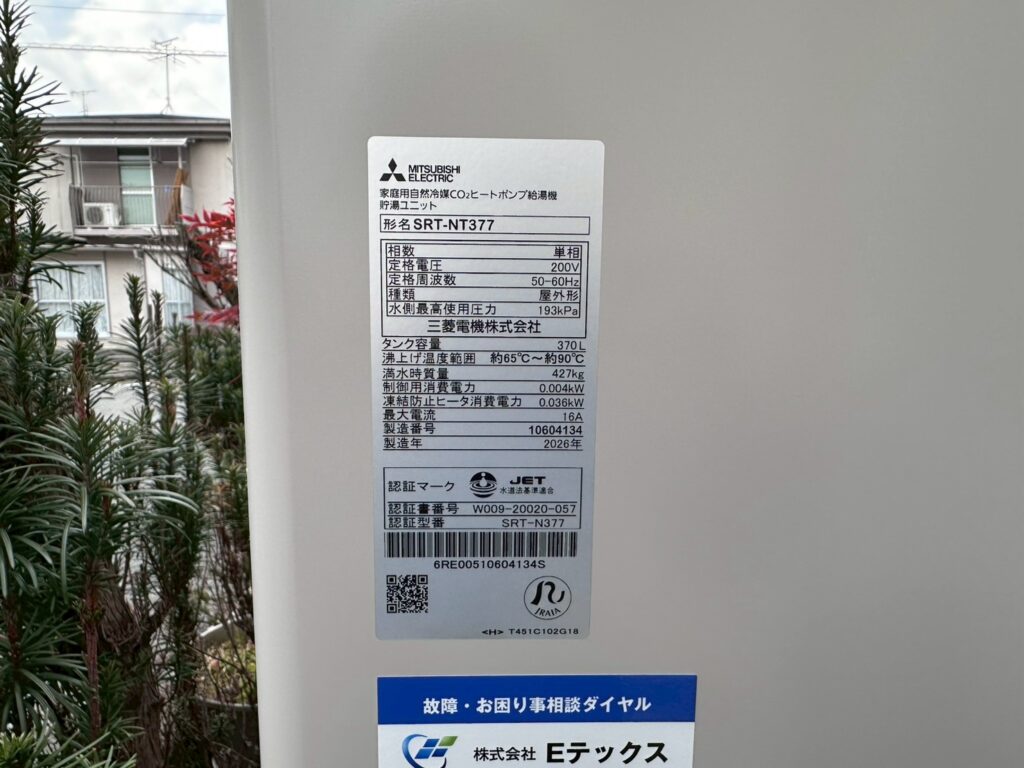 MITSUBISHI
ELECTRIC
家庭用自然冷媒CO₂ヒートポンプ給湯機
貯湯ユニット
形名 SRT-NT377
相数 単相
定格電圧 200V
定格周波数 50-60Hz
種類 屋外形
水側最高使用圧力 193kPa
三菱電機株式会社
タンク容量 370L
沸上げ温度範囲 約65℃～約90℃
満水時質量 427kg
制御用消費電力 0.004kW
凍結防止ヒータ消費電力 0.036kW
最大電流 16A
製造番号 10604134
製造年 2026年
認証マーク JET
水道法基準適合
認証書番号 W009-20020-057
認証型番 SRT-N377
6RE00510604134S
JRAIA
<H> T451C102G18
故障・お困り事相談ダイヤル
株式会社 Eテックス